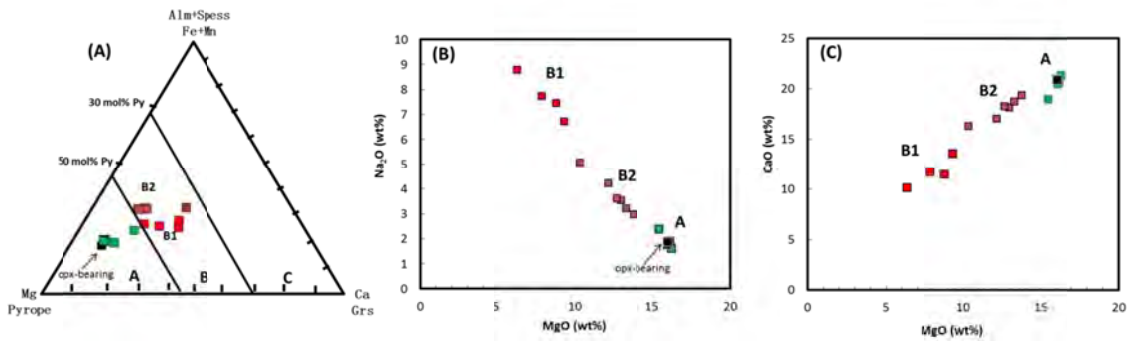 (A)
Alm+Spess
Fe+Mn
30 mol% Py
50 mol% Py
B2
B1
opx-bearing
A
B
C
Mg
Pyrope
Ca
Grs
(B)
10
9
8
7
6
5
4
3
2
1
0
Na2O (wt%)
B1
B2
A
opx-bearing
0
5
10
15
20
MgO (wt%)
(C)
25
20
15
10
5
0
CaO (wt%)
A
B2
B1
0
5
10
15
20
MgO (wt%)